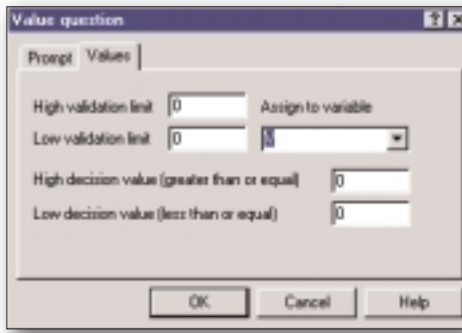 Value question
Prompt Values
High validation limit 0 Assign to variable
Low validation limit 0
High decision value (greater than or equal) 0
Low decision value (less than or equal) 0
OK Cancel Help